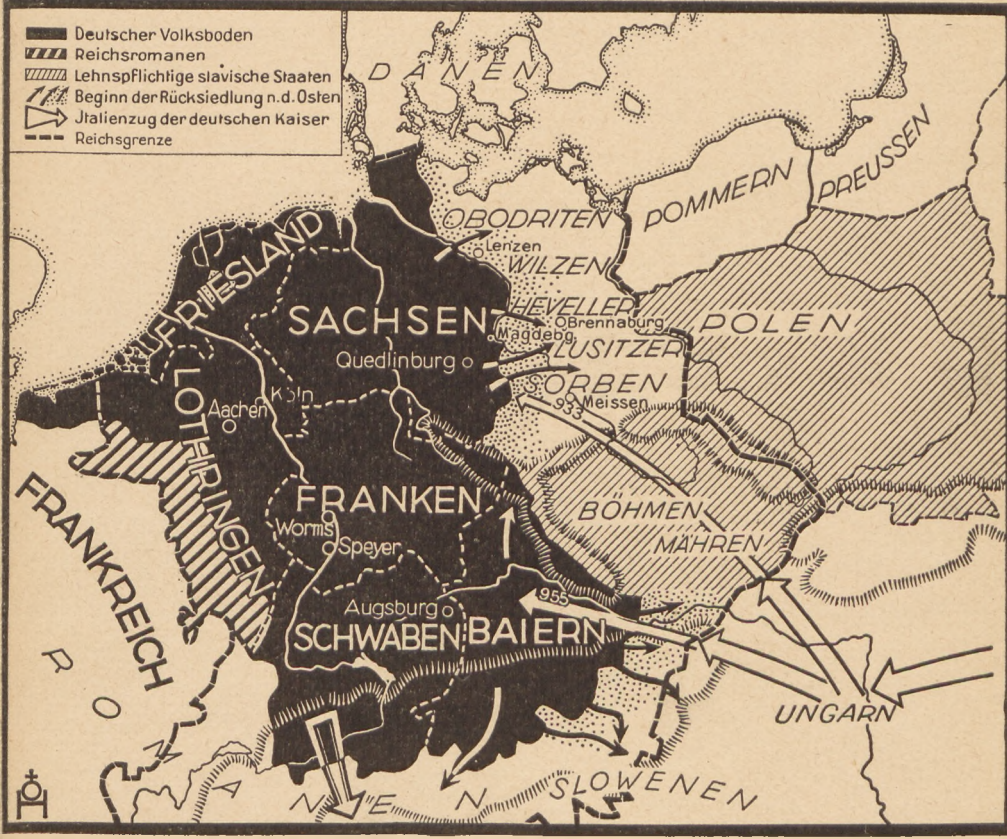 Deutscher Volksboden
Reichsromanen
Lehnspflichtige slavische Staaten
Beginn der Rücksiedlung n.d.Osten
Jtalienzug der deutschen Kaiser
Reichsgrenze
DÄNEN
PREUSSEN
POMMERN
OBODRITEN
Lenzen
WILZEN
FRIESLAND
HEVELLER
Brennaburg
SACHSEN
Magdebg
POLEN
LUSITZER
Quedlinburg
SORBEN
Meissen
933
Köln
Aachen
LOTHRINGEN
FRANKREICH
FRANKEN
BÖHMEN
Worms
MÄHREN
Speyer
955
Augsburg
SCHWABEN
BAIERN
UNGARN
ROMANEN
SLOWENEN